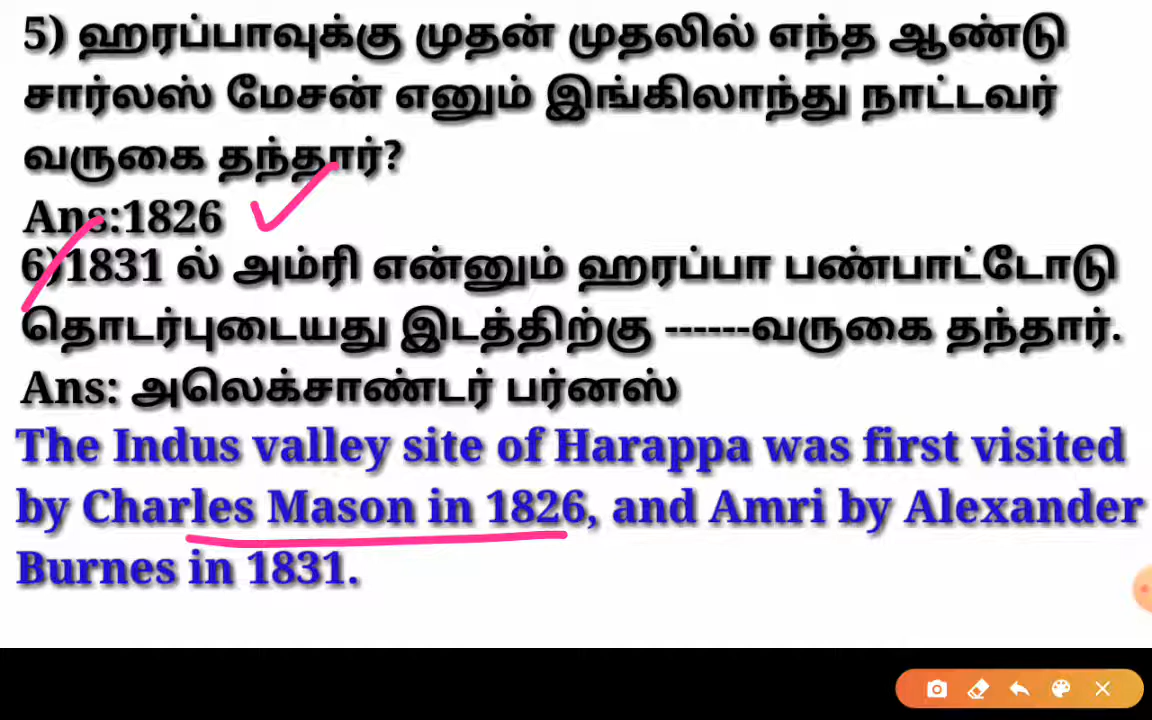 5) ஹரப்பாவுக்கு முதன் முதலில் எந்த ஆண்டு
சார்லஸ் மேசன் எனும் இங்கிலாந்து நாட்டவர்
வருகை தந்தார்?
Ans:1826
6)1831 ல் அம்ரி என்னும் ஹரப்பா பண்பாட்டோடு
தொடர்புடையது இடத்திற்கு ------வருகை தந்தார்.
Ans: அலெக்சாண்டர் பர்னஸ்
The Indus valley site of Harappa was first visited
by Charles Mason in 1826, and Amri by Alexander
Burnes in 1831.